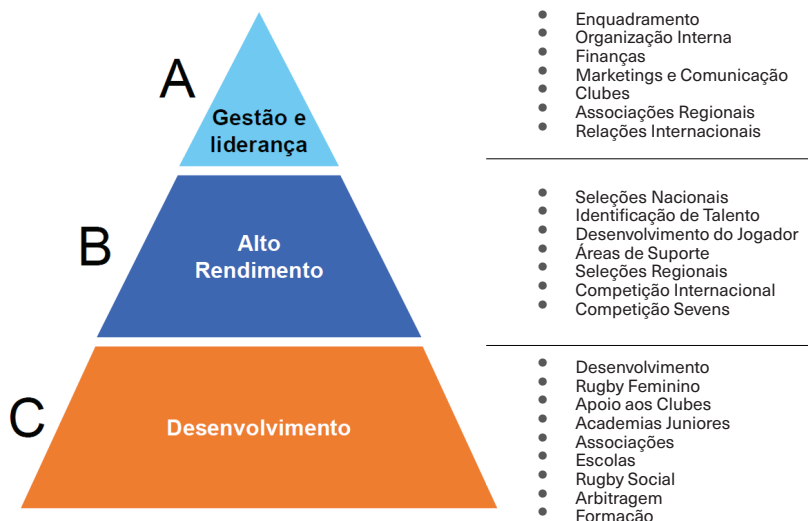 A
Gestão e
liderança
• Enquadramento
• Organização Interna
• Finanças
• Marketings e Comunicação
• Clubes
• Associações Regionais
• Relações Internacionais
B
Alto
Rendimento
• Seleções Nacionais
• Identificação de Talento
• Desenvolvimento do Jogador
• Áreas de Suporte
• Seleções Regionais
• Competição Internacional
• Competição Sevens
C
Desenvolvimento
• Desenvolvimento
• Rugby Feminino
• Apoio aos Clubes
• Academias Juniores
• Associações
• Escolas
• Rugby Social
• Arbitragem
• Formação